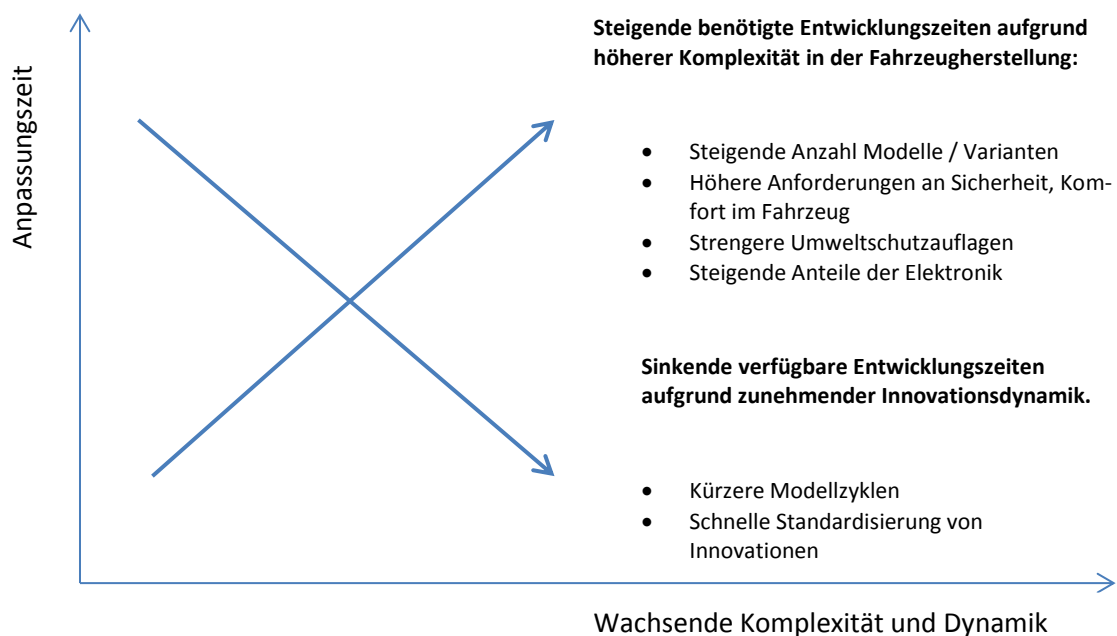 Anpassungszeit
Steigende benötigte Entwicklungszeiten aufgrund
höherer Komplexität in der Fahrzeugherstellung:
• Steigende Anzahl Modelle / Varianten
• Höhere Anforderungen an Sicherheit, Kom-
fort im Fahrzeug
• Strengere Umweltschutzauflagen
• Steigende Anteile der Elektronik
Sinkende verfügbare Entwicklungszeiten
aufgrund zunehmender Innovationsdynamik.
• Kürzere Modellzyklen
• Schnelle Standardisierung von
Innovationen
Wachsende Komplexität und Dynamik